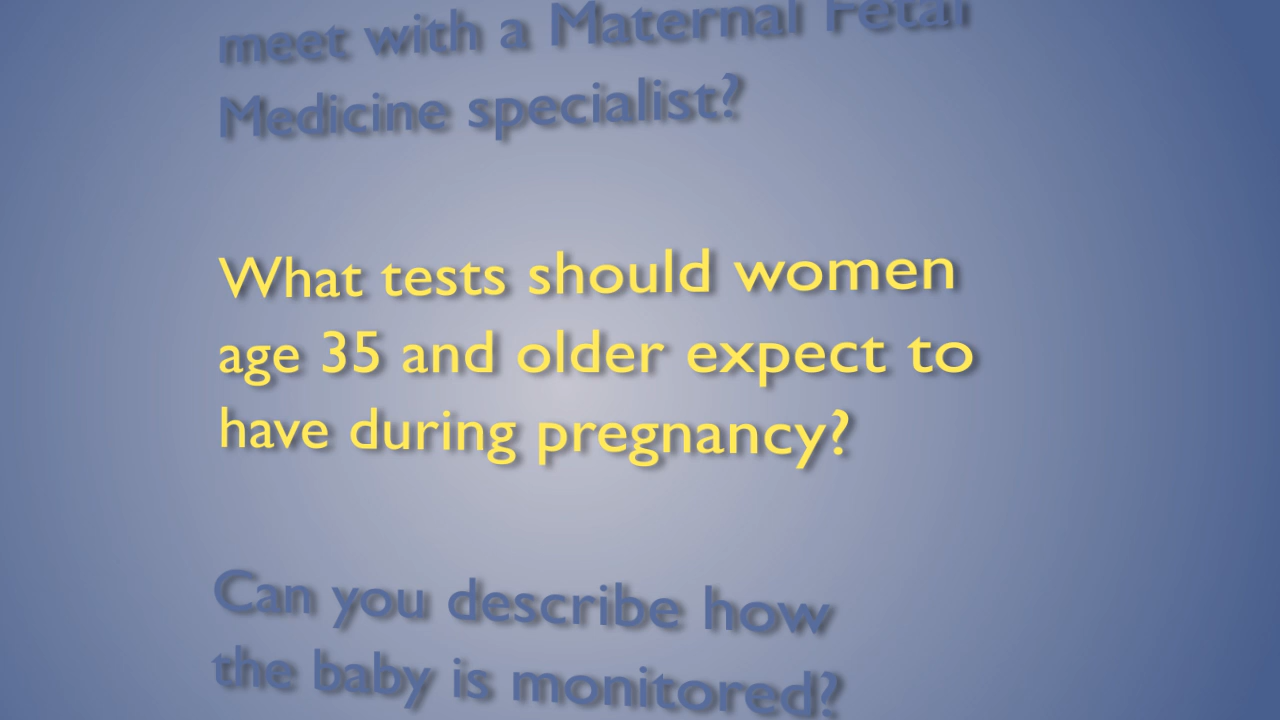 meet with a Maternal Fetal
Medicine specialist?
What tests should women
age 35 and older expect to
have during pregnancy?
Can you describe how
the baby is monitored?